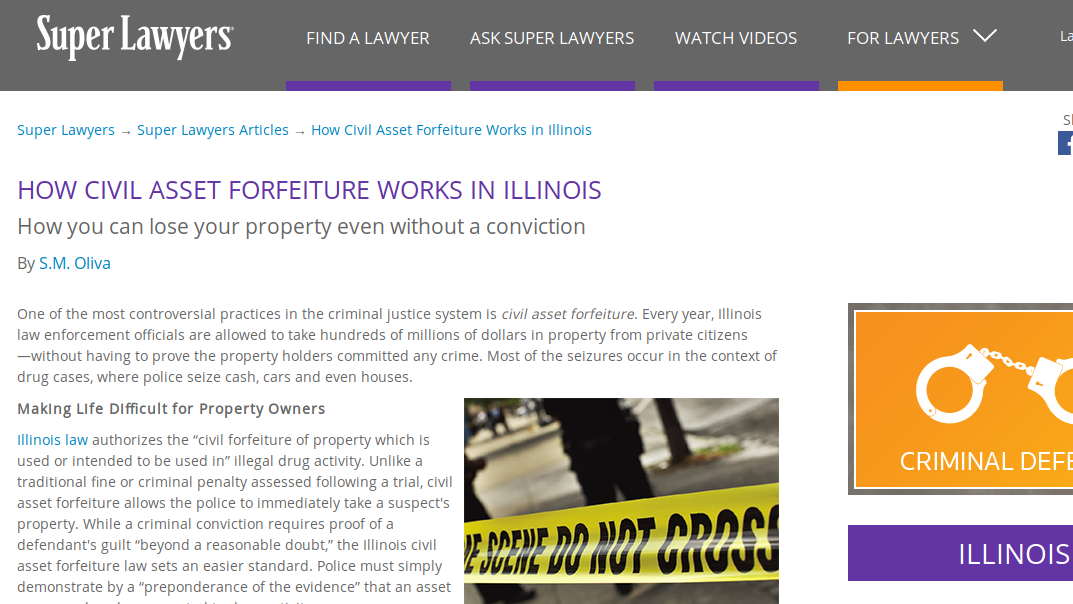 Super Lawyers
FIND A LAWYER
ASK SUPER LAWYERS
WATCH VIDEOS
FOR LAWYERS
Super Lawyers → Super Lawyers Articles → How Civil Asset Forfeiture Works in Illinois
HOW CIVIL ASSET FORFEITURE WORKS IN ILLINOIS
How you can lose your property even without a conviction
By S.M. Oliva
One of the most controversial practices in the criminal justice system is civil asset forfeiture. Every year, Illinois
law enforcement officials are allowed to take hundreds of millions of dollars in property from private citizens
—without having to prove the property holders committed any crime. Most of the seizures occur in the context of
drug cases, where police seize cash, cars and even houses.
Making Life Difficult for Property Owners
Illinois law authorizes the “civil forfeiture of property which is
used or intended to be used in” illegal drug activity. Unlike a
traditional fine or criminal penalty assessed following a trial, civil
asset forfeiture allows the police to immediately take a suspect's
property. While a criminal conviction requires proof of a
defendant's guilt “beyond a reasonable doubt,” the Illinois civil
asset forfeiture law sets an easier standard. Police must simply
demonstrate by a “preponderance of the evidence” that an asset
SCENE DO NOT CROSS
CRIMINAL
ILLINOIS